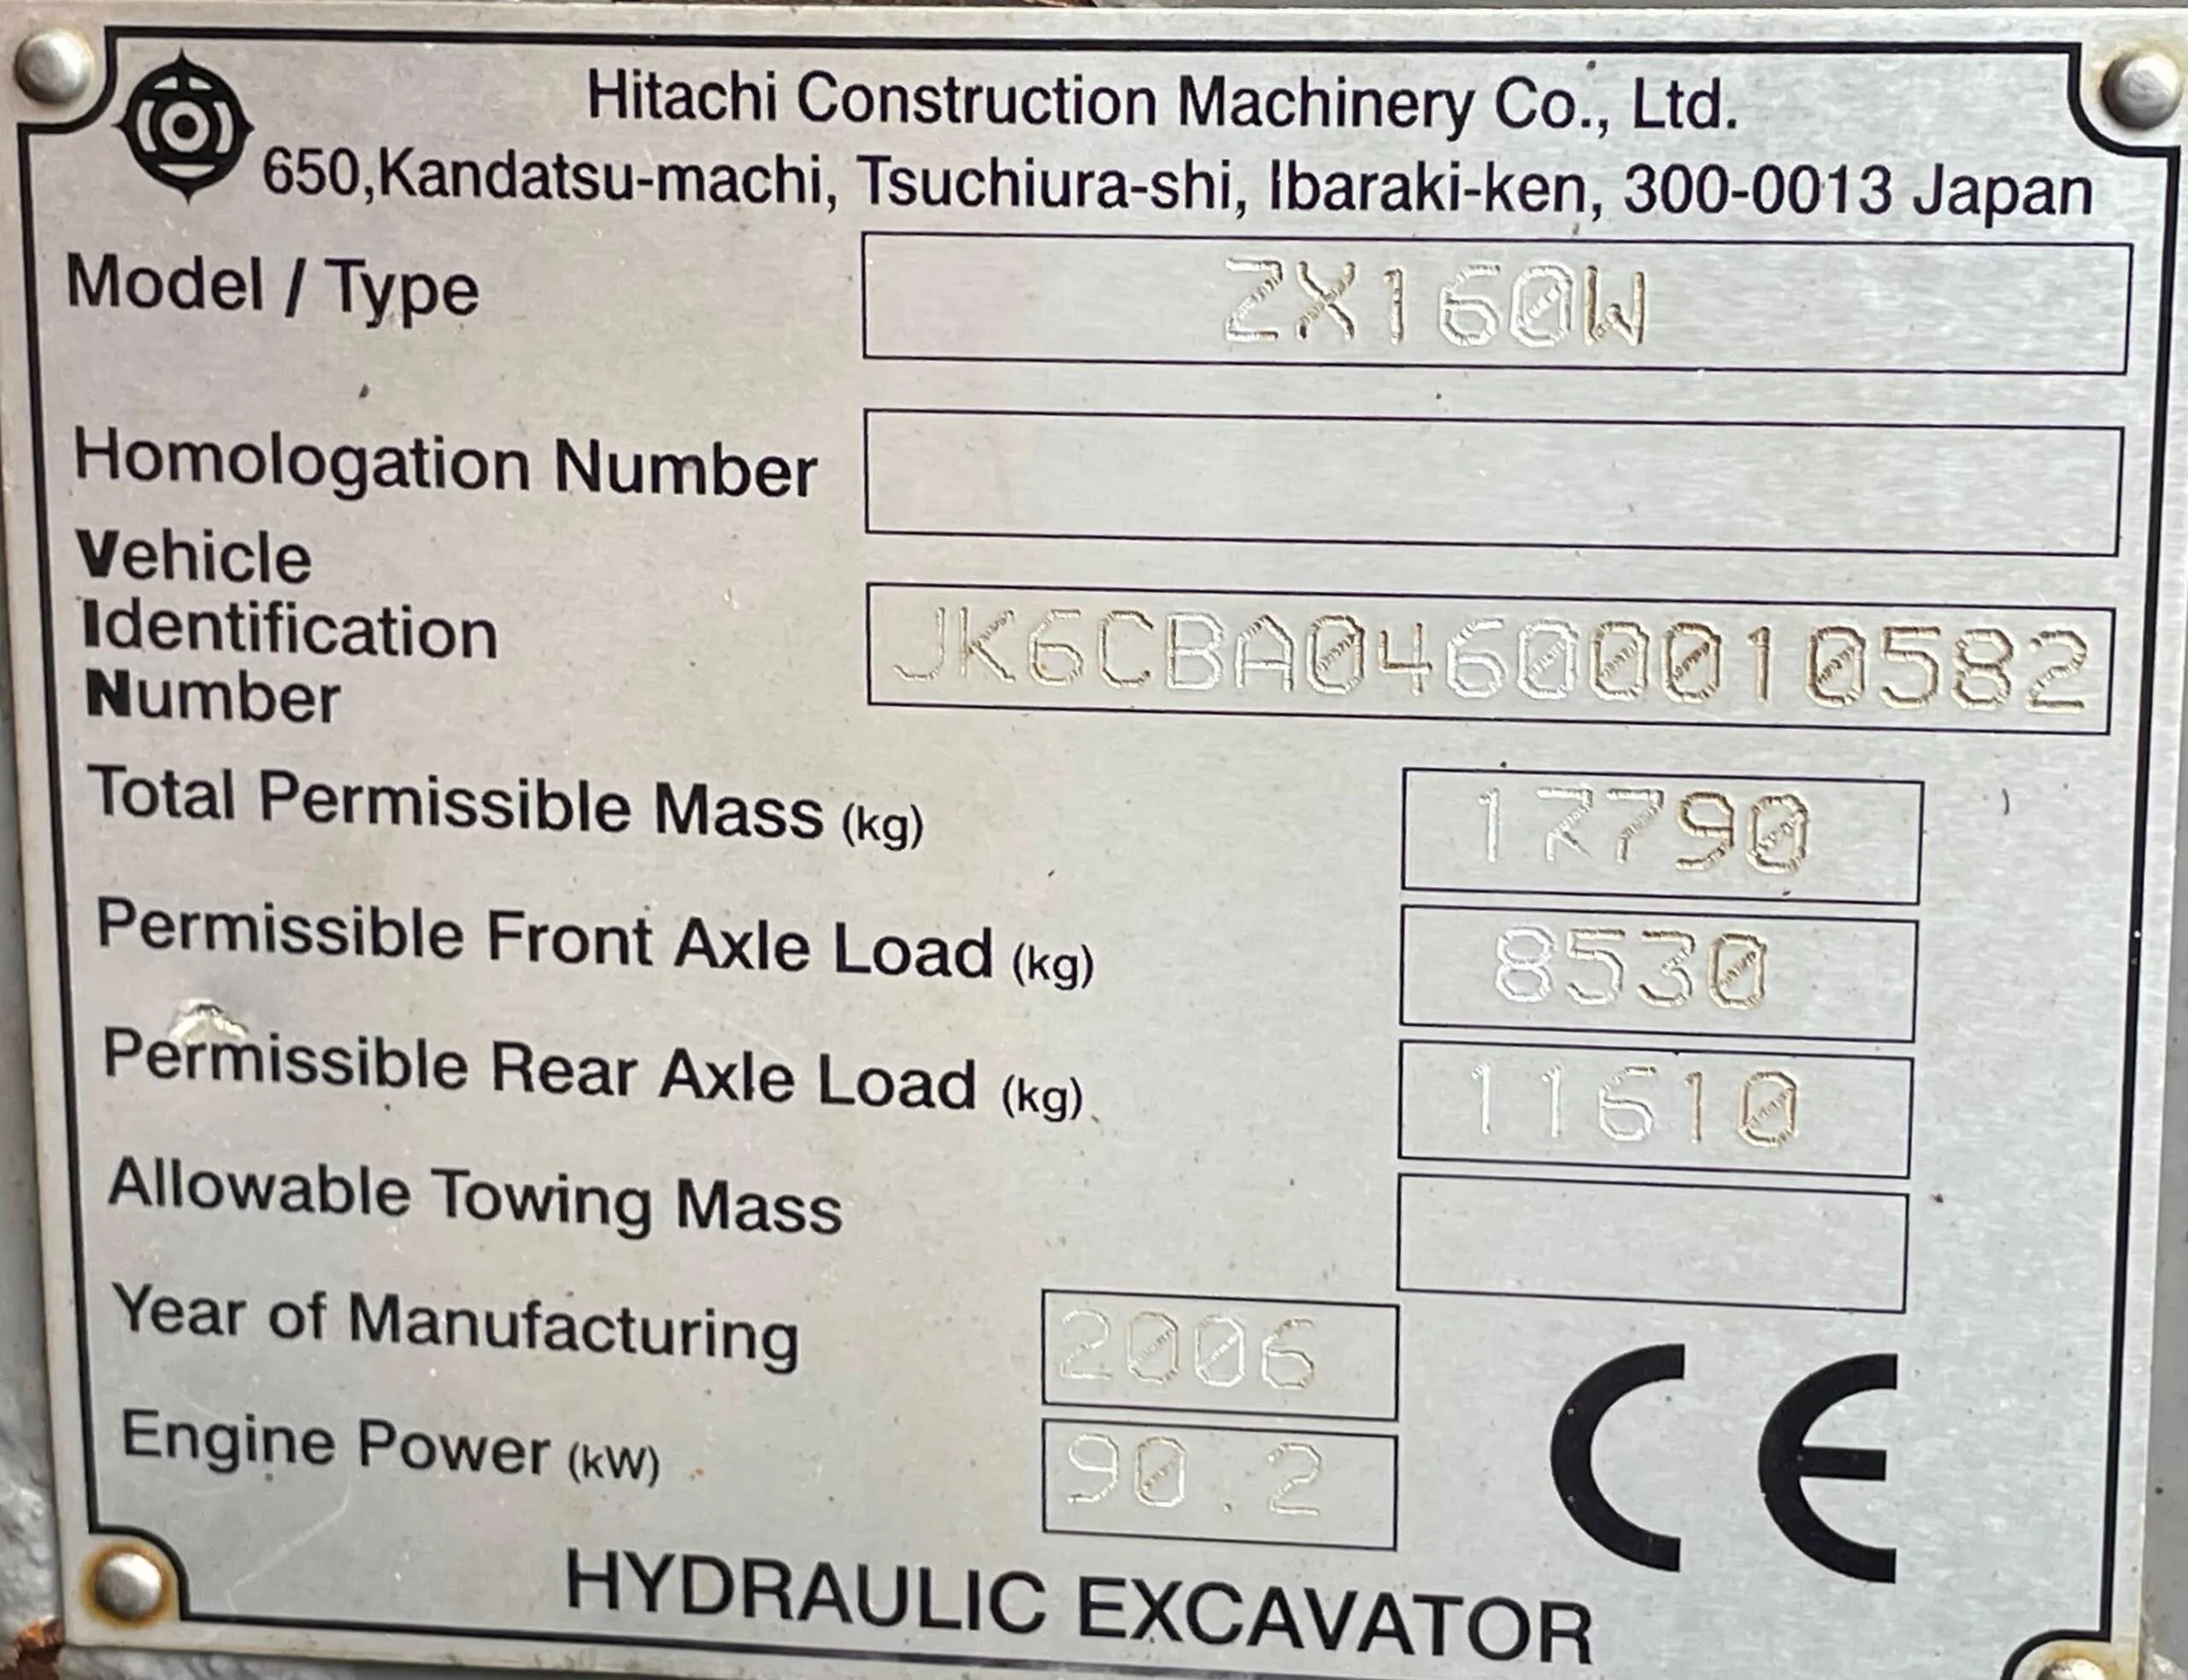 Hitachi Construction Machinery Co., Ltd.
650,Kandatsu-machi, Tsuchiura-shi, Ibaraki-ken, 300-0013 Japan
Model / Type ZX160W
Homologation Number
Vehicle
Identification
Number JK6CBA04600010582
Total Permissible Mass (kg) 17790
Permissible Front Axle Load (kg) 8530
Permissible Rear Axle Load (kg) 11610
Allowable Towing Mass
Year of Manufacturing 2006
Engine Power (kW) 90.2
CE
HYDRAULIC EXCAVATOR